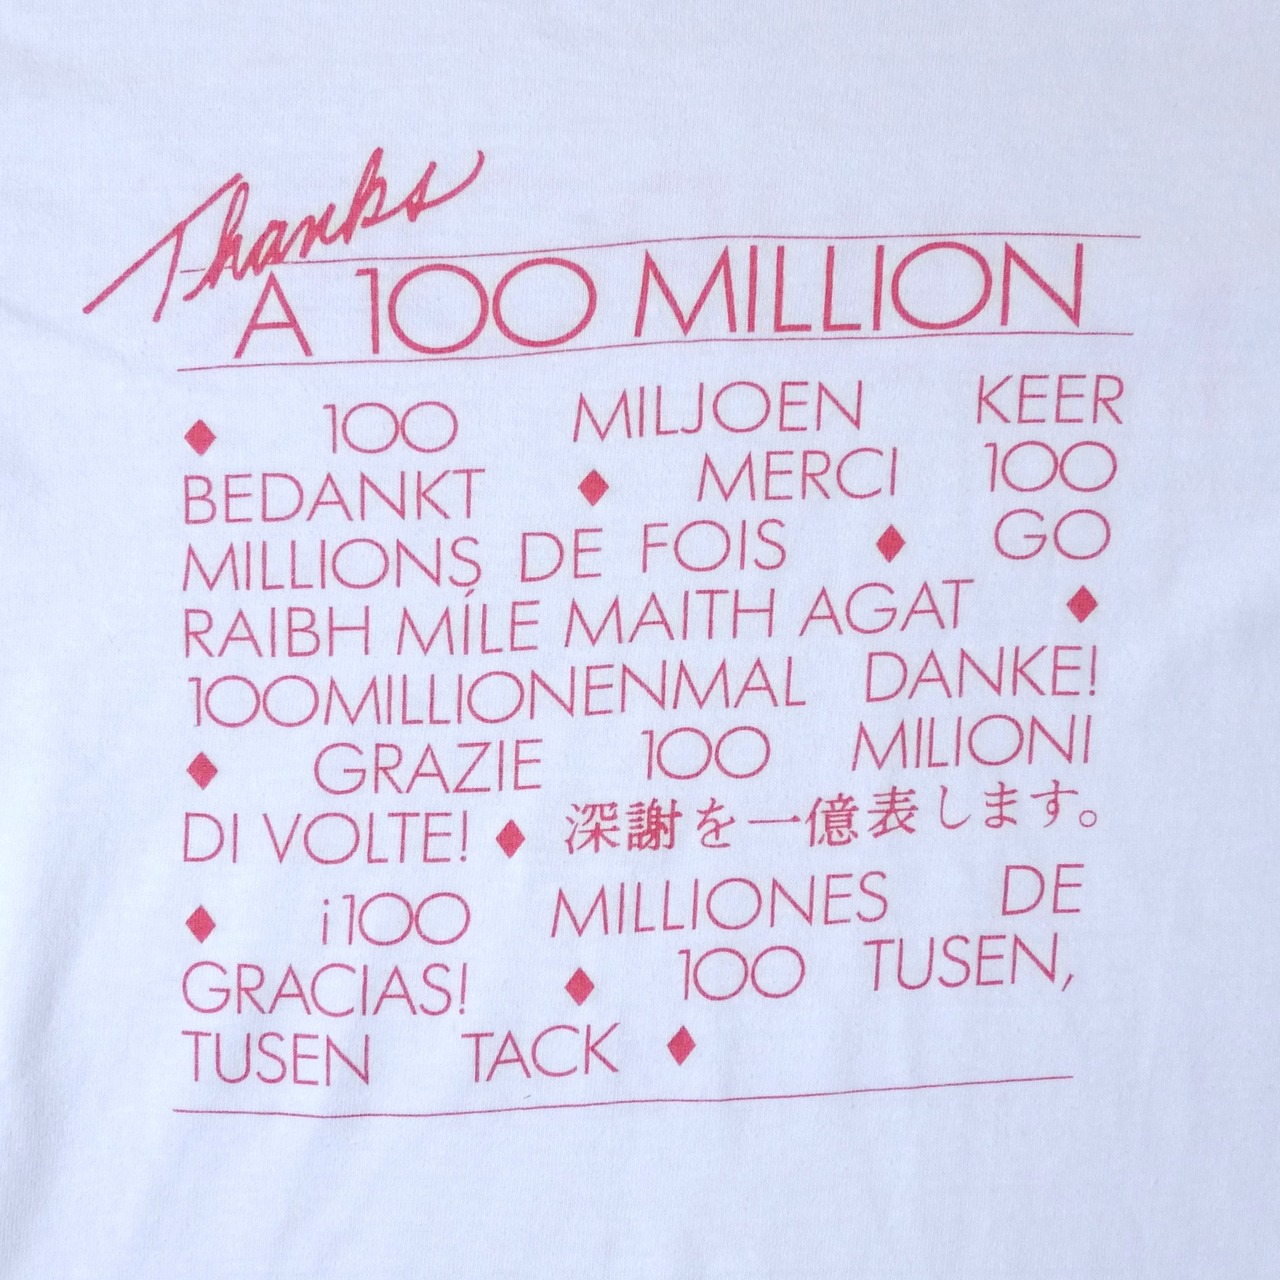 Thanks
A 100 MILLION
♦ 100 MILJOEN KEER
BEDANKT ♦ MERCI 100
MILLIONS DE FOIS ♦ GO
RAIBH MÍLE MAITH AGAT ♦
100MILLIONENMAL DANKE!
♦ GRAZIE 100 MILIONI
DI VOLTE! ♦ 深謝を一億表します。
♦ ¡100 MILLIONES DE
GRACIAS! ♦ 100 TUSEN,
TUSEN TACK ♦